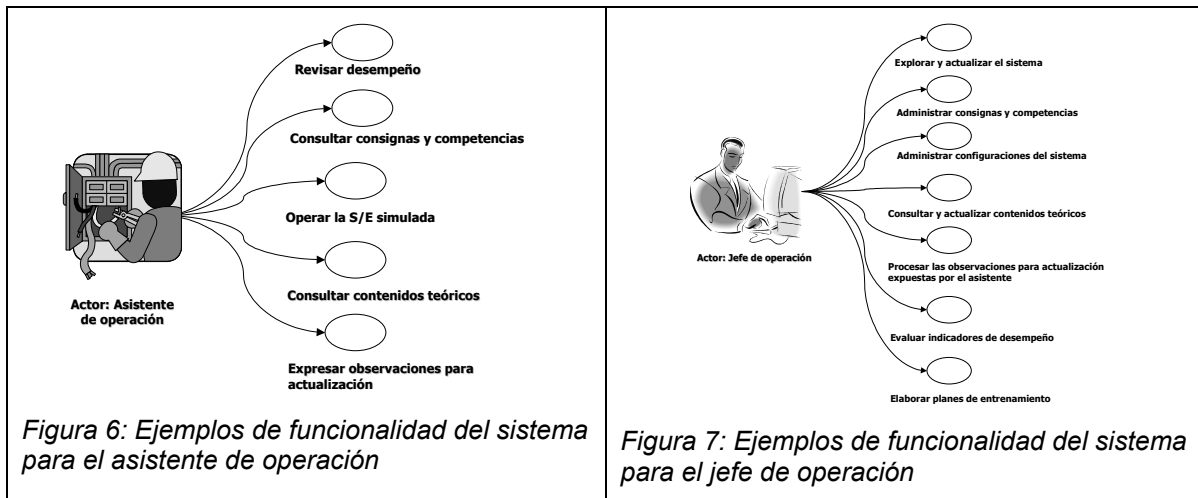 Revisar desempeño
Consultar consignas y competencias
Operar la S/E simulada
Consultar contenidos teóricos
Expresar observaciones para
actualización
Actor: Asistente
de operación
Figura 6: Ejemplos de funcionalidad del sistema
para el asistente de operación
Explorar y actualizar el sistema
Administrar consignas y competencias
Administrar configuraciones del sistema
Consultar y actualizar contenidos teóricos
Procesar las observaciones para actualización
expuestas por el asistente
Evaluar indicadores de desempeño
Elaborar planes de entrenamiento
Actor: Jefe de operación
Figura 7: Ejemplos de funcionalidad del sistema
para el jefe de operación